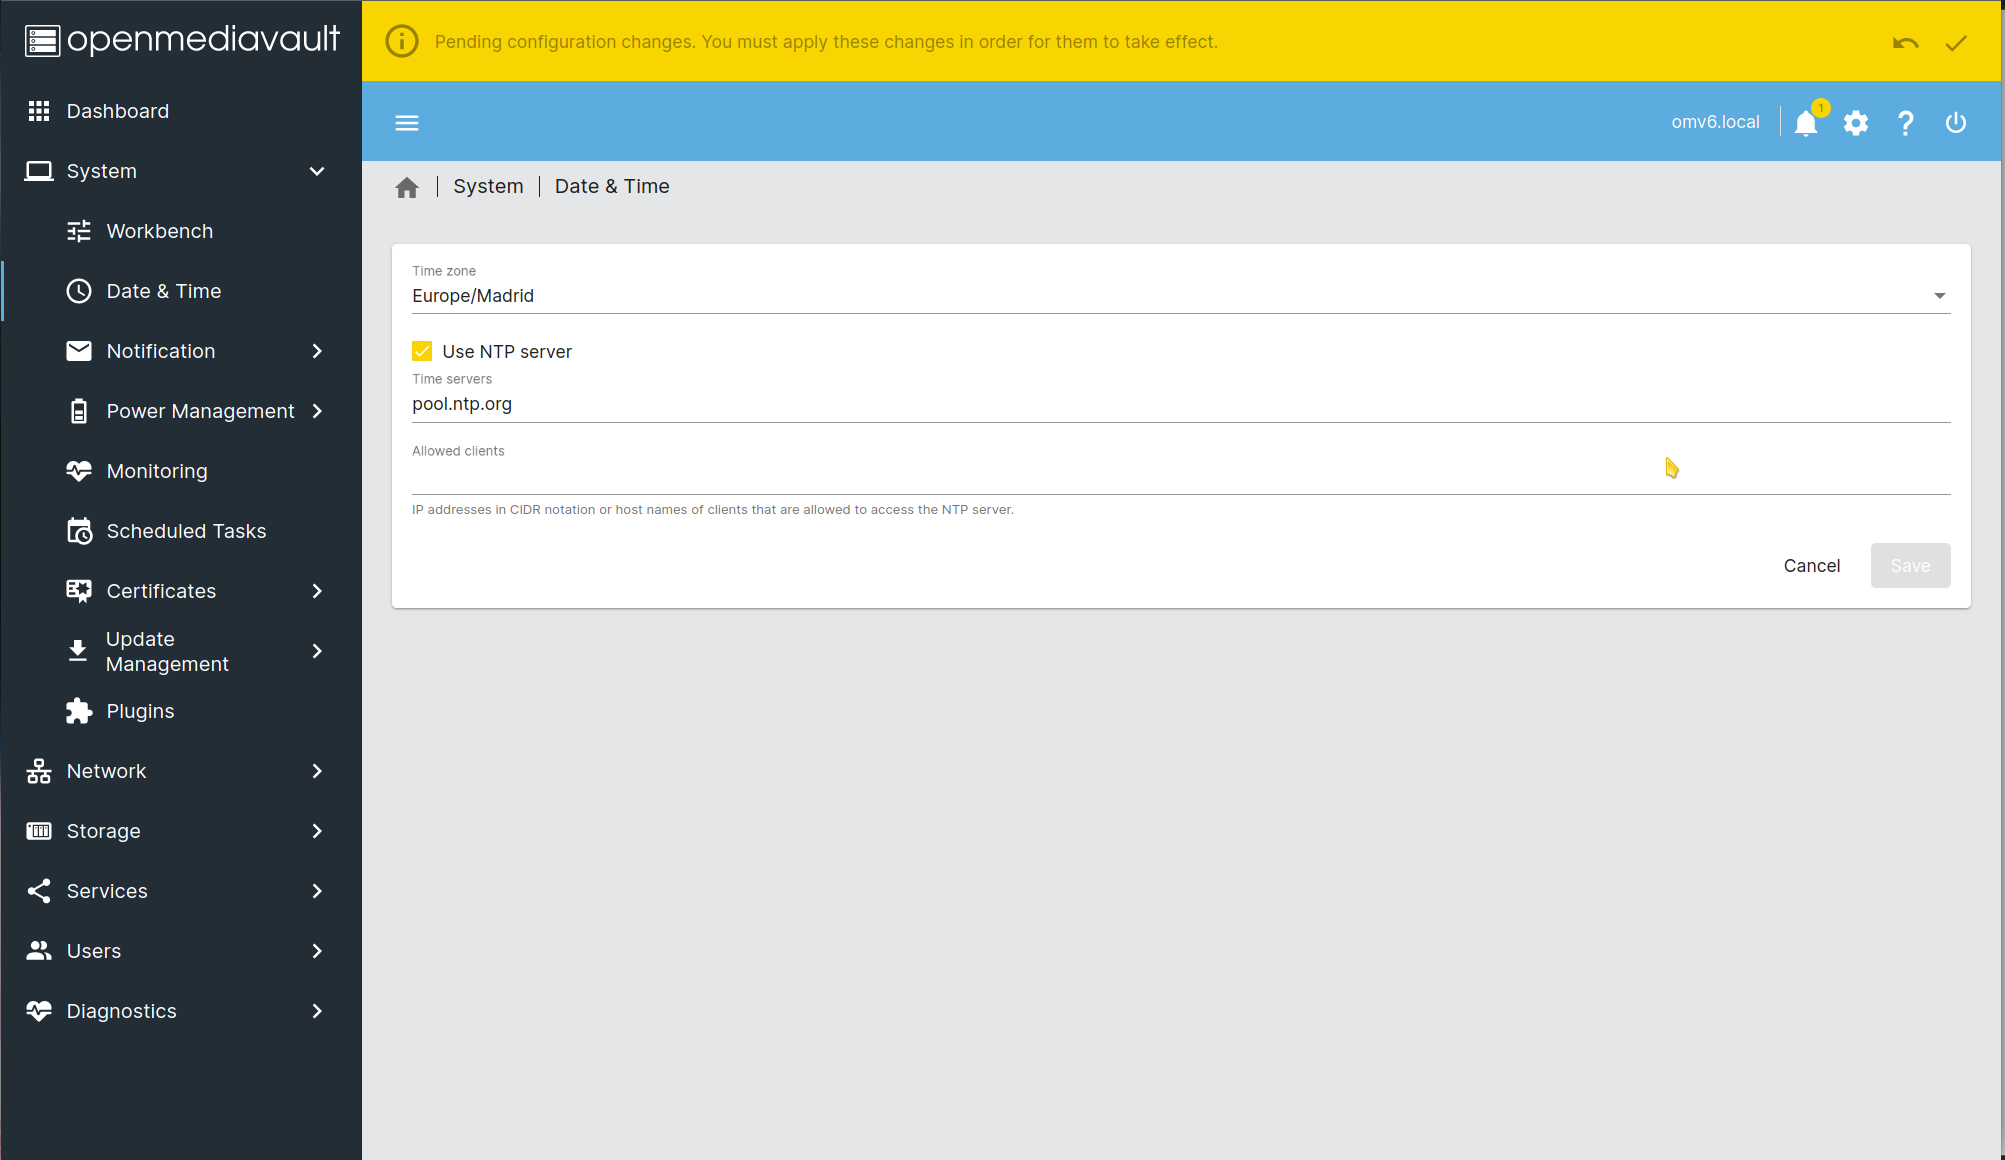 openmediavault
Pending configuration changes. You must apply these changes in order for them to take effect.
omv6.local
1
Dashboard
System
Workbench
Date & Time
Notification
Power Management
Monitoring
Scheduled Tasks
Certificates
Update
Management
Plugins
Network
Storage
Services
Users
Diagnostics
System | Date & Time
Time zone
Europe/Madrid
Use NTP server
Time servers
pool.ntp.org
Allowed clients
IP addresses in CIDR notation or host names of clients that are allowed to access the NTP server.
Cancel Save